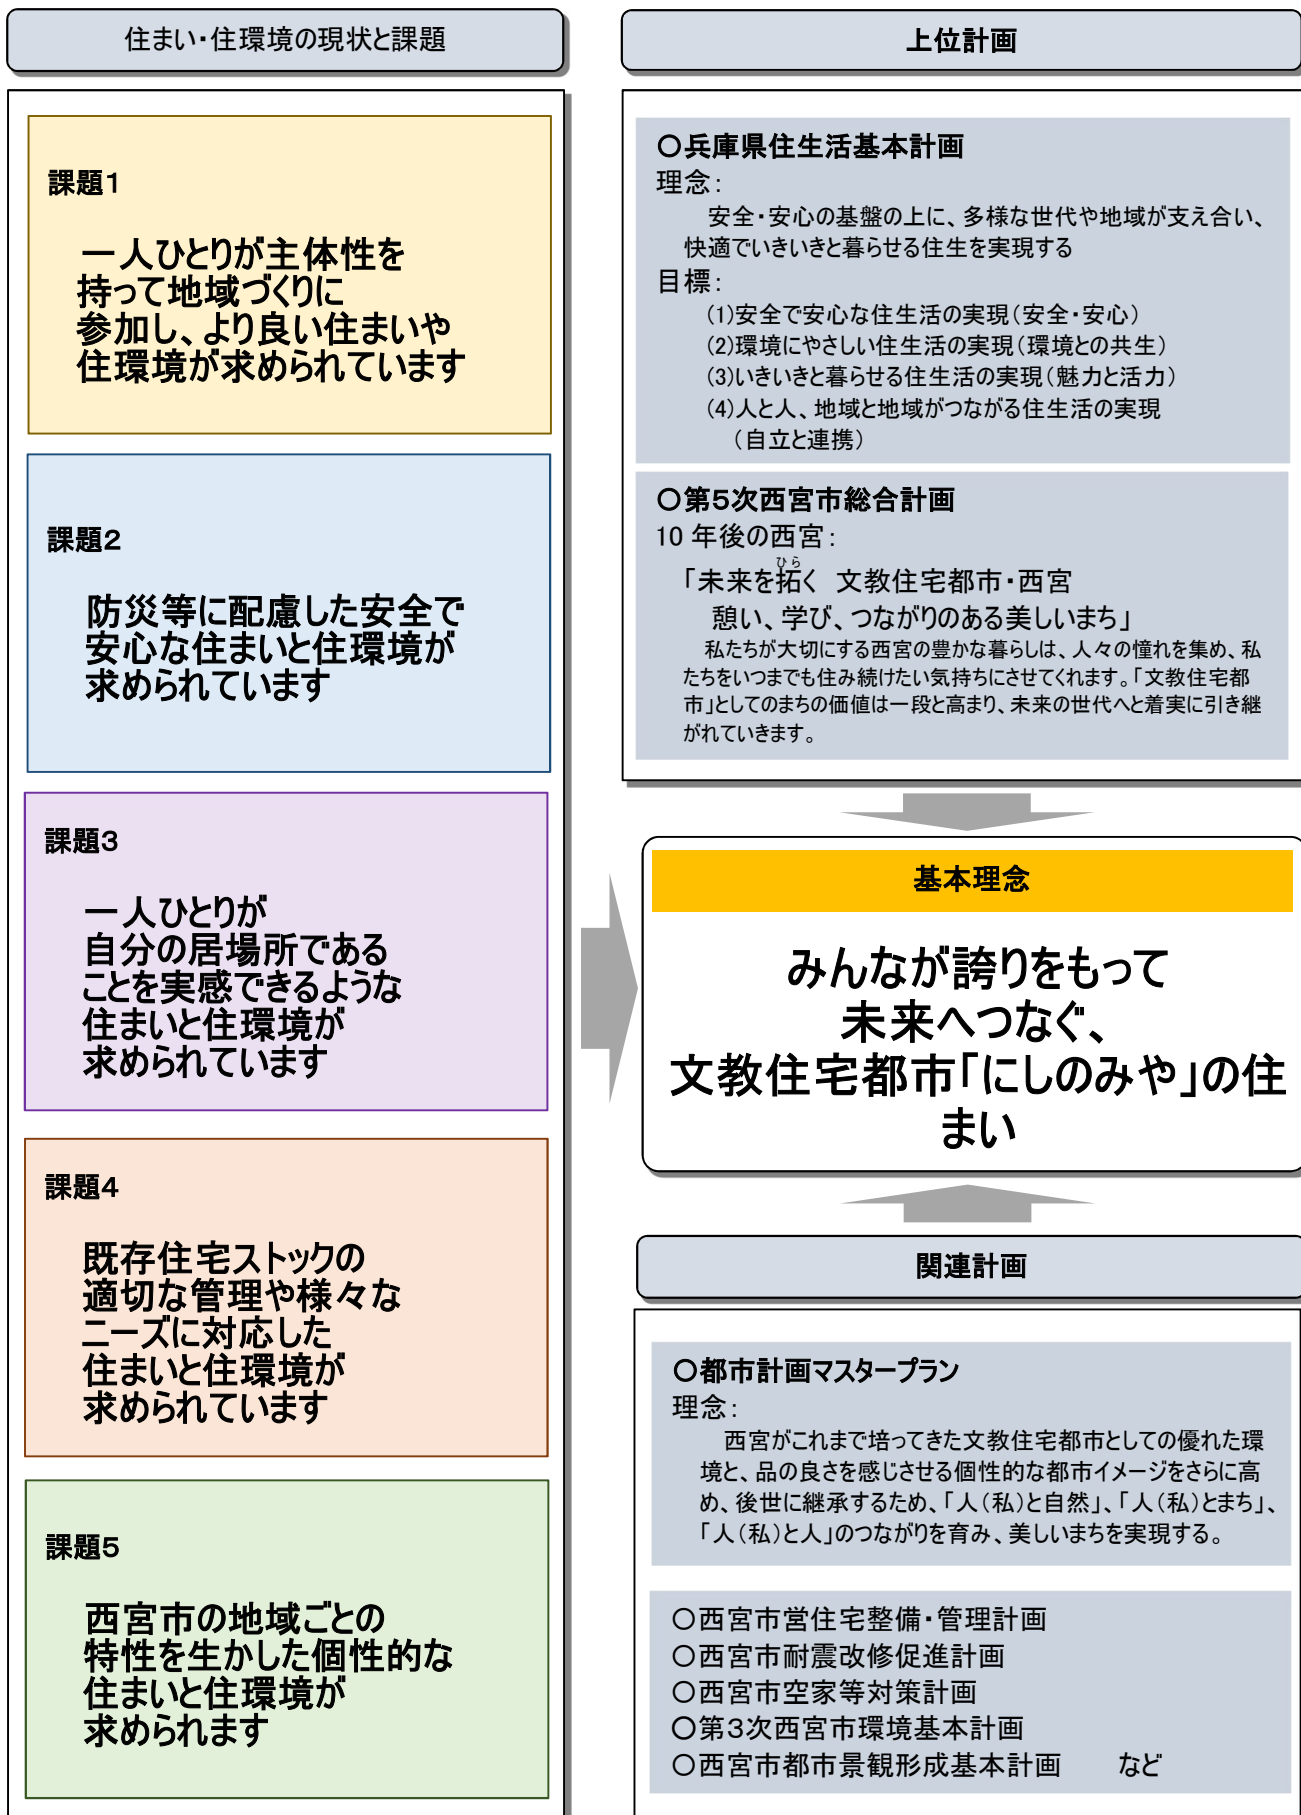 住まい・住環境の現状と課題
課題1
一人ひとりが主体性を
持って地域づくりに
参加し、より良い住まいや
住環境が求められています
課題2
防災等に配慮した安全で
安心な住まいと住環境が
求められています
課題3
一人ひとりが
自分の居場所である
ことを実感できるような
住まいと住環境が
求められています
課題4
既存住宅ストックの
適切な管理や様々な
ニーズに対応した
住まいと住環境が
求められています
課題5
西宮市の地域ごとの
特性を生かした個性的な
住まいと住環境が
求められます
上位計画
○兵庫県住生活基本計画
理念:
安全・安心の基盤の上に、多様な世代や地域が支え合い、
快適でいきいきと暮らせる住生を実現する
目標:
(1)安全で安心な住生活の実現(安全・安心)
(2)環境にやさしい住生活の実現(環境との共生)
(3)いきいきと暮らせる住生活の実現(魅力と活力)
(4)人と人、地域と地域がつながる住生活の実現
(自立と連携)
○第5次西宮市総合計画
10 年後の西宮:
ひら
「未来を拓く 文教住宅都市・西宮
憩い、学び、つながりのある美しいまち」
私たちが大切にする西宮の豊かな暮らしは、人々の憧れを集め、私
たちをいつまでも住み続けたい気持ちにさせてくれます。「文教住宅都
市」としてのまちの価値は一段と高まり、未来の世代へと着実に引き継
がれていきます。
基本理念
みんなが誇りをもって
未来へつなぐ、
文教住宅都市「にしのみや」の住
まい
関連計画
○都市計画マスタープラン
理念:
西宮がこれまで培ってきた文教住宅都市としての優れた環
境と、品の良さを感じさせる個性的な都市イメージをさらに高
め、後世に継承するため、「人(私)と自然」、「人(私)とまち」、
「人(私)と人」のつながりを育み、美しいまちを実現する。
○西宮市営住宅整備・管理計画
○西宮市耐震改修促進計画
○西宮市空家等対策計画
○第3次西宮市環境基本計画
○西宮市都市景観形成基本計画 など